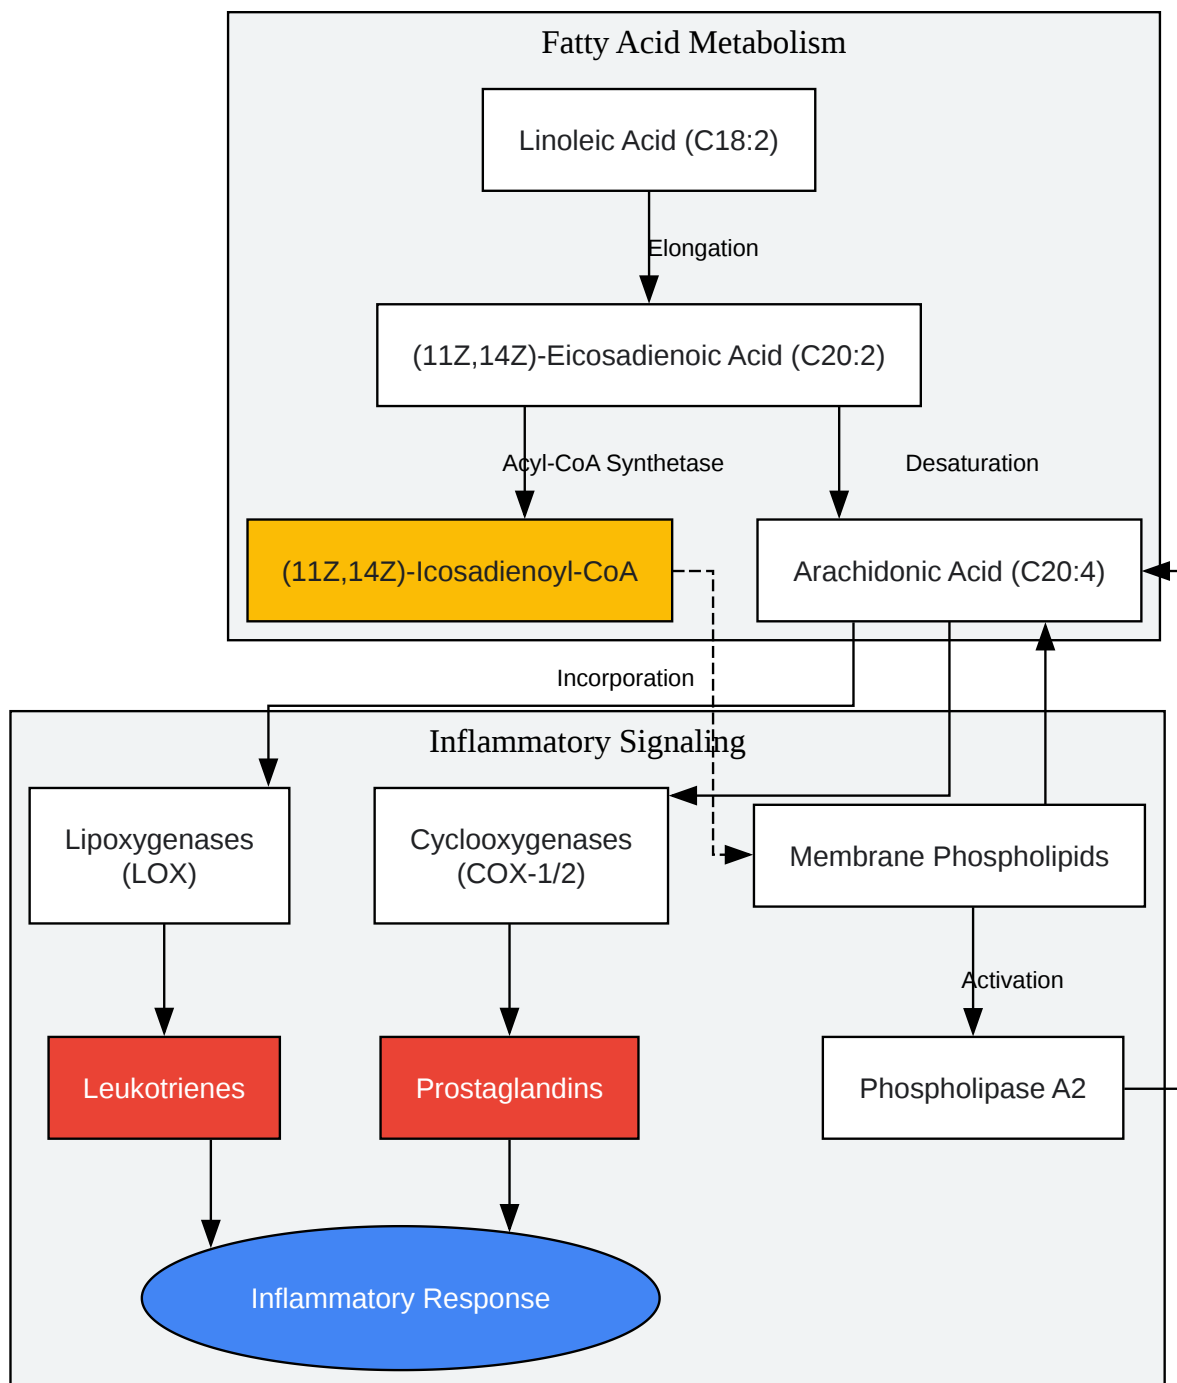 Fatty Acid Metabolism
Linoleic Acid (C18:2)
Elongation
(11Z,14Z)-Eicosadienoic Acid (C20:2)
Acyl-CoA Synthetase
Desaturation
(11Z,14Z)-Icosadienoyl-CoA
Arachidonic Acid (C20:4)
Incorporation
Inflammatory Signaling
Lipoxygenases
(LOX)
Cyclooxygenases
(COX-1/2)
Membrane Phospholipids
Activation
Leukotrienes
Prostaglandins
Phospholipase A2
Inflammatory Response